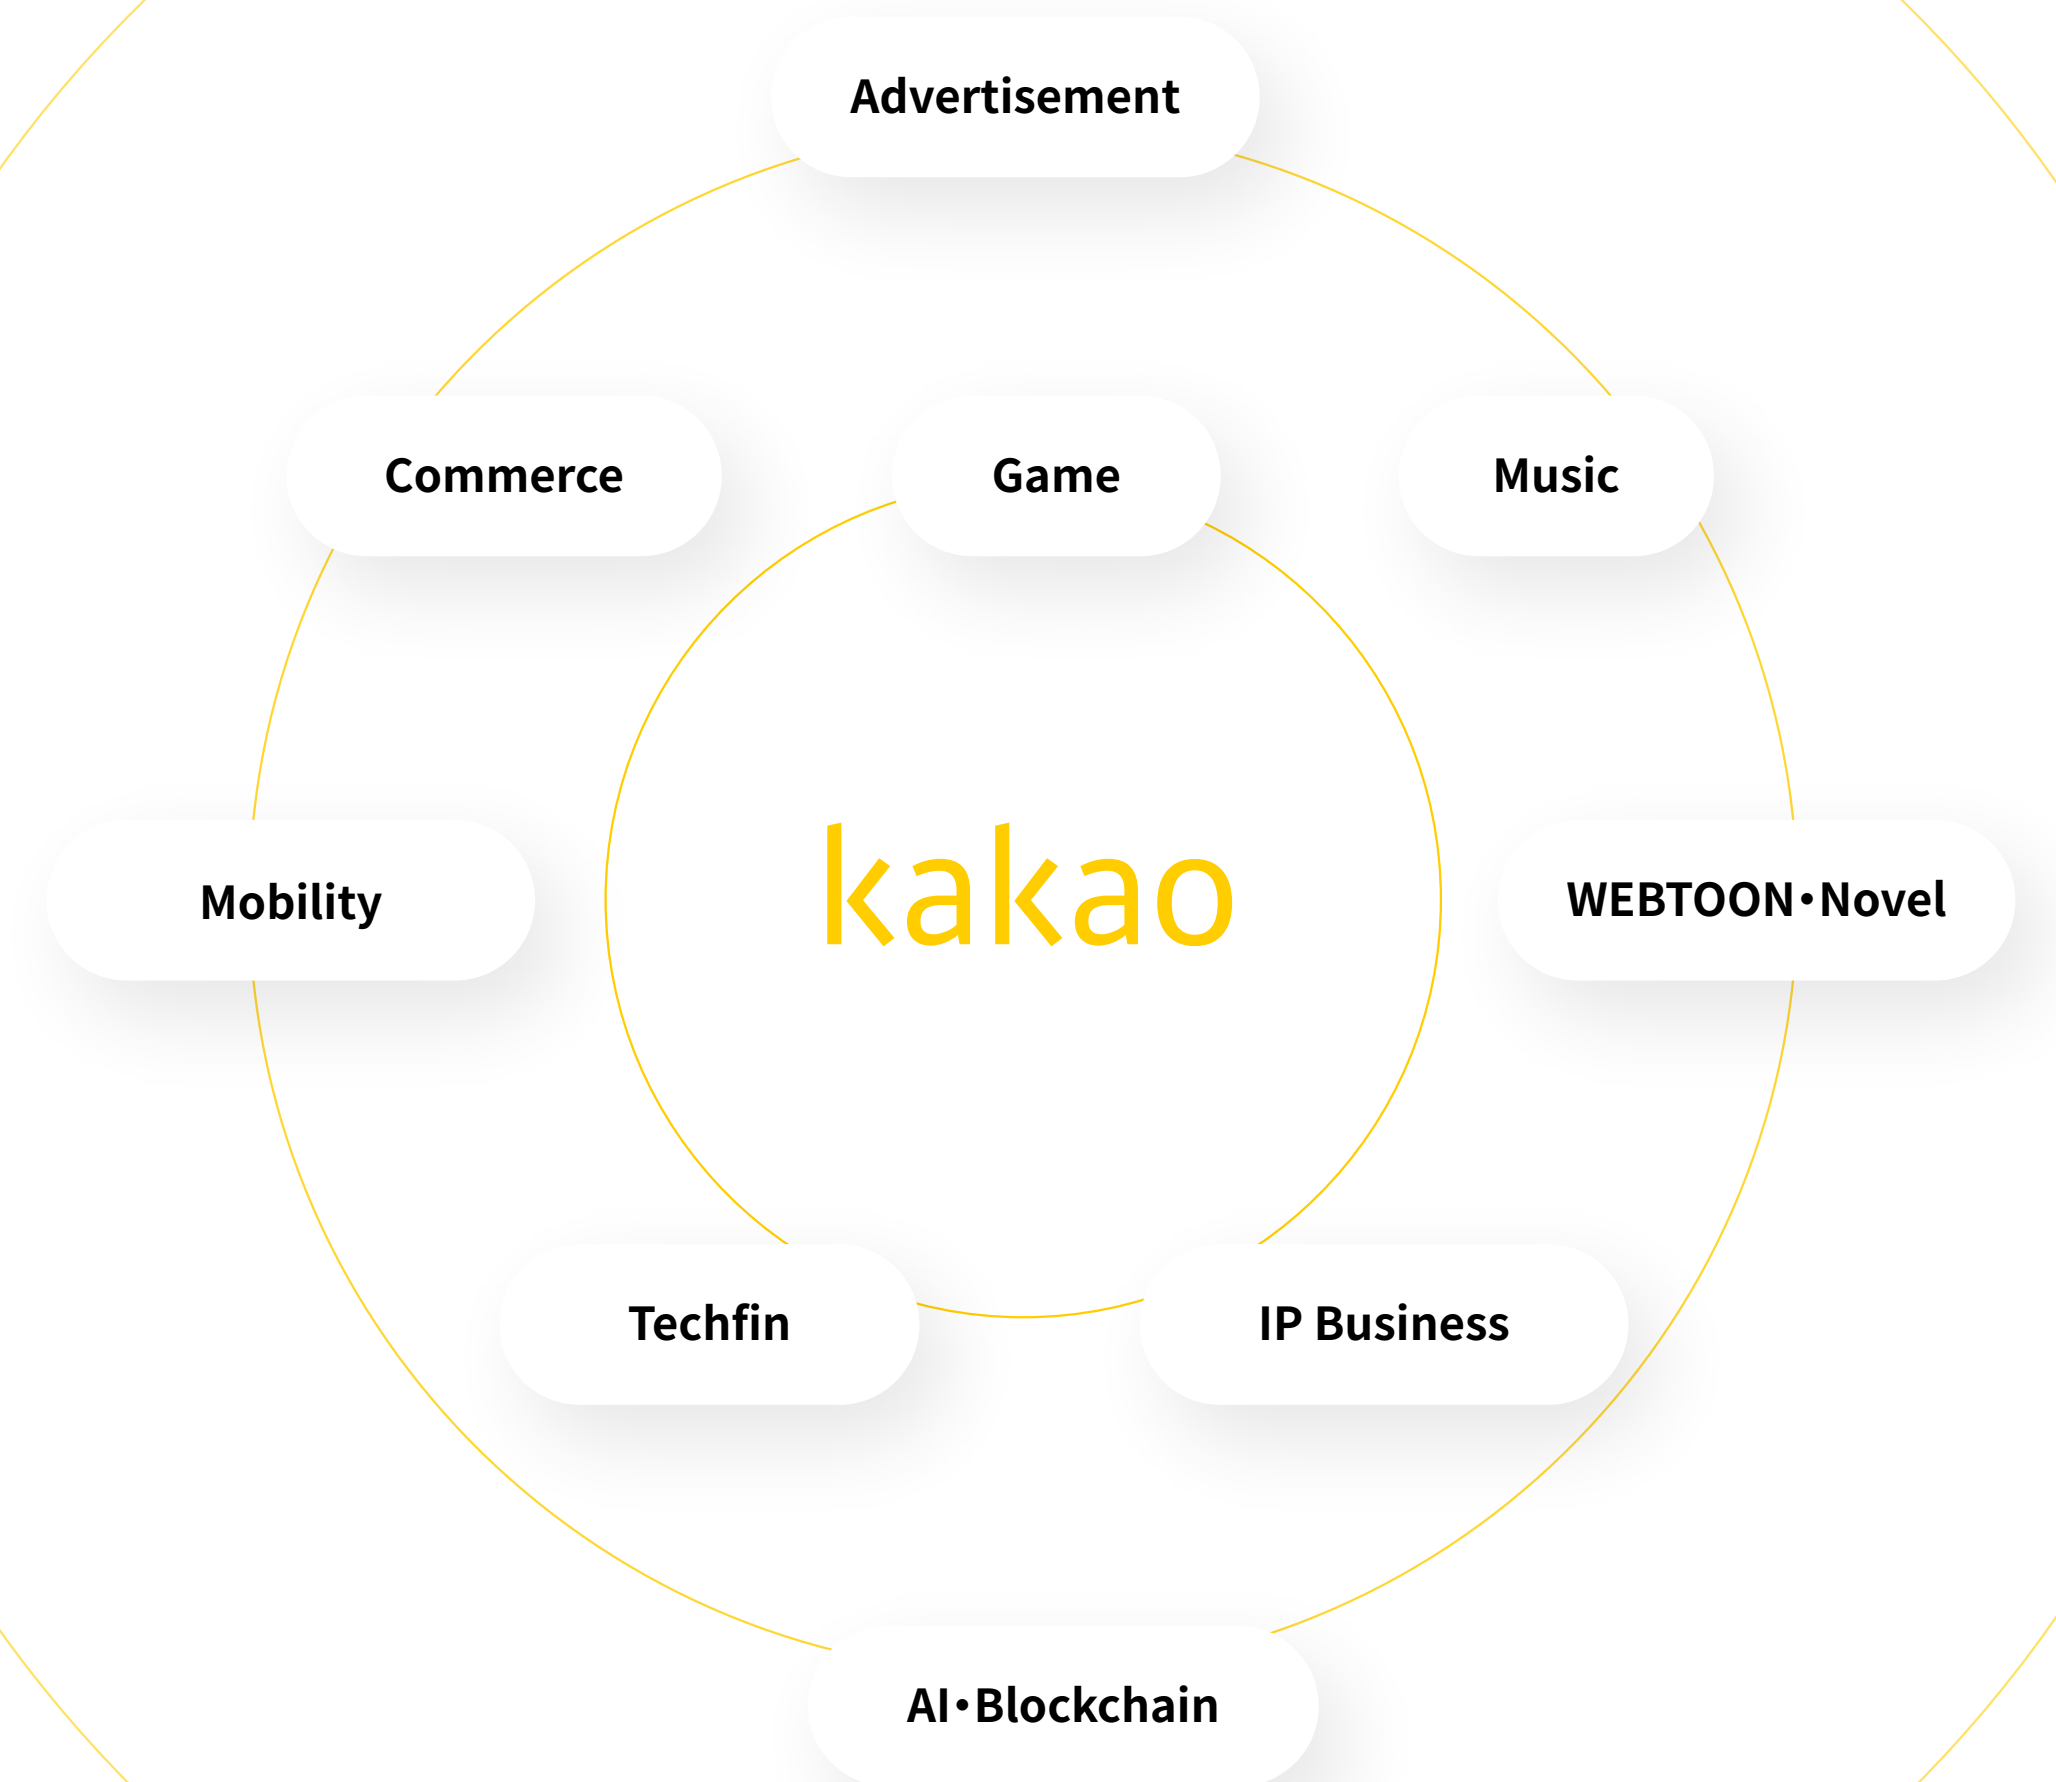 Advertisement
Commerce
Game
Music
kakao
Mobility
WEBTOON•Novel
Techfin
IP Business
AI•Blockchain